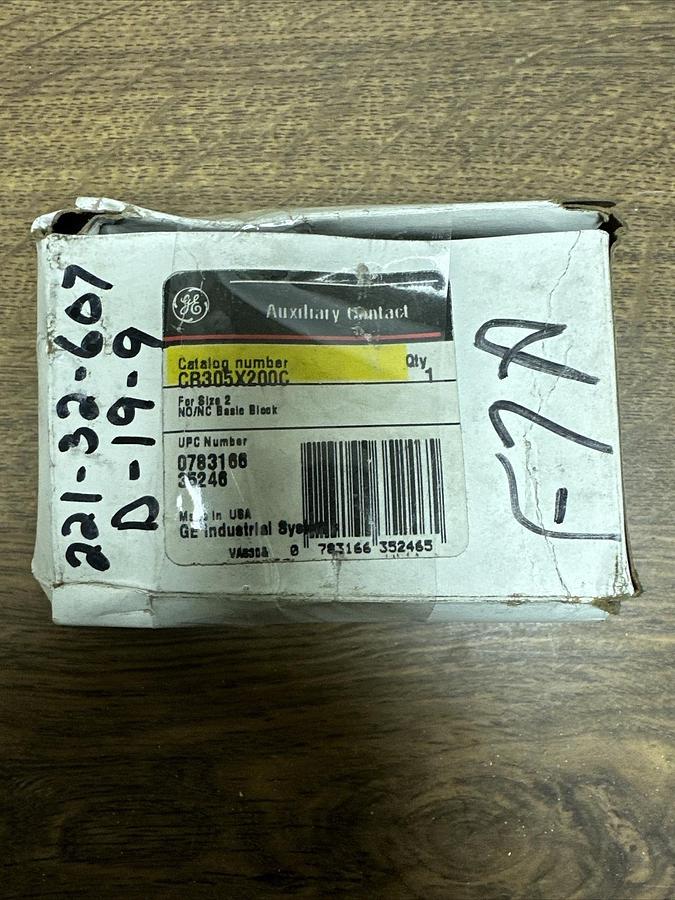 221-32-607
D-19-9
GE
Auxiliary Contact
Catalog number Qty
CR305X200C 1
For Size 2
NO/NC Basic Block
UPC Number
0783166
35246
Made in USA
GE Industrial Systems
0 783166 352465